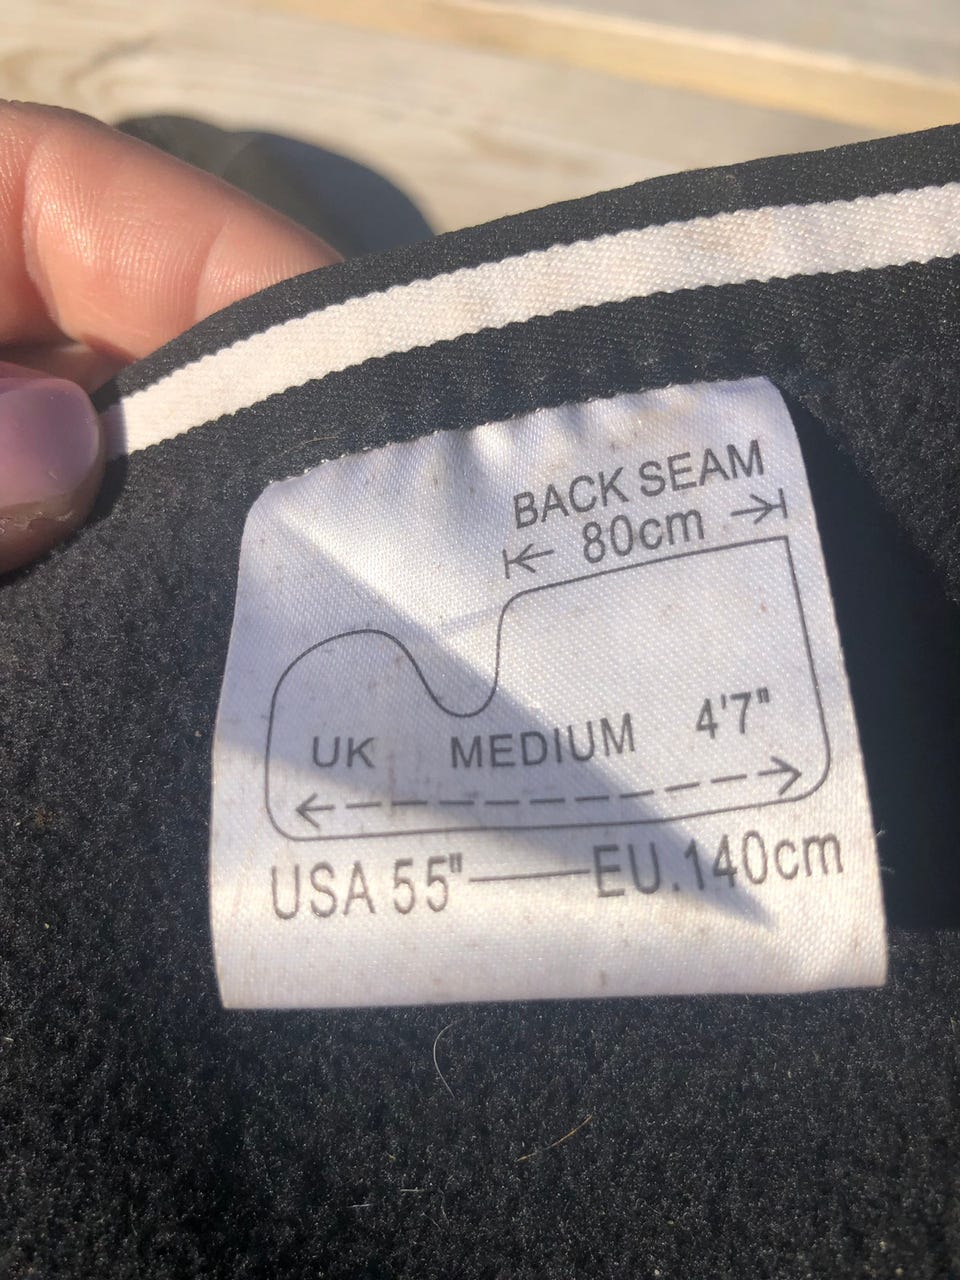 BACK SEAM
80cm
UK MEDIUM 4'7"
USA 55" EU.140cm